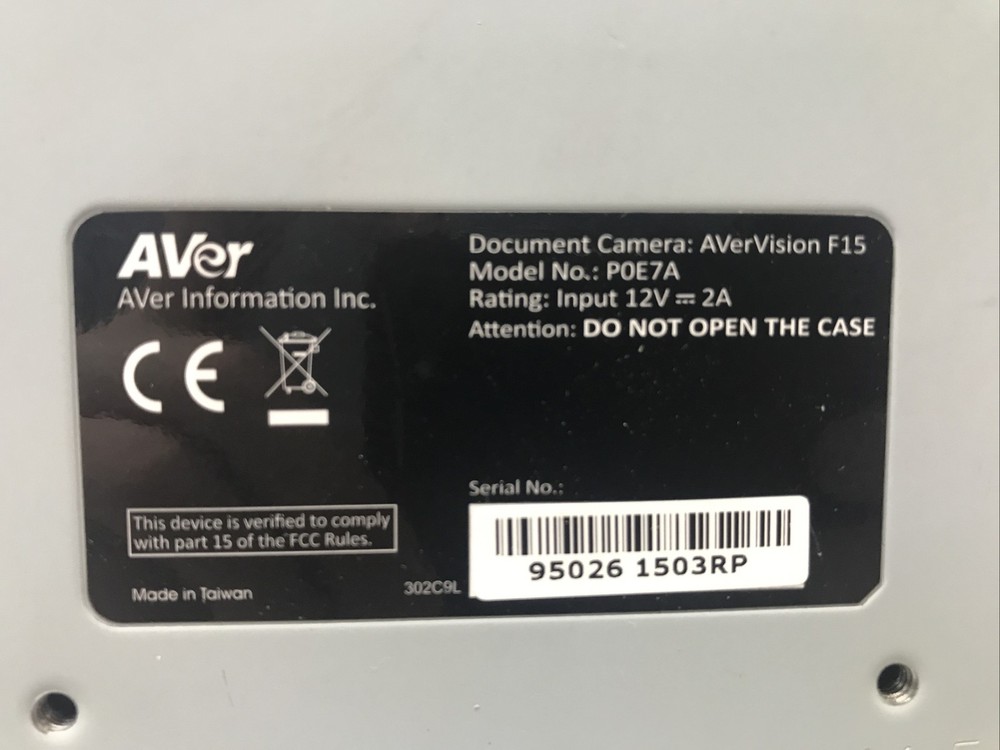 AVer
AVer Information Inc.
CE
This device is verified to comply
with part 15 of the FCC Rules.
Made in Taiwan
302C9L
Document Camera: AVerVision F15
Model No.: P0E7A
Rating: Input 12V ⎓ 2A
Attention: DO NOT OPEN THE CASE
Serial No.:
95026 1503RP